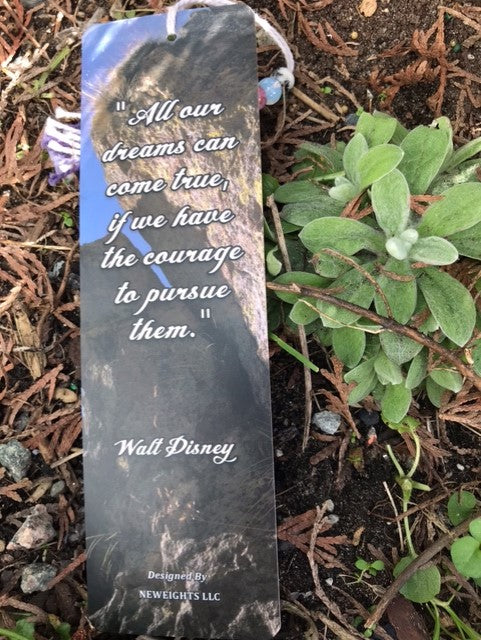 "All our
dreams can
come true,
if we have
the courage
to pursue
them."
Walt Disney
Designed By
NEWEIGHTS LLC